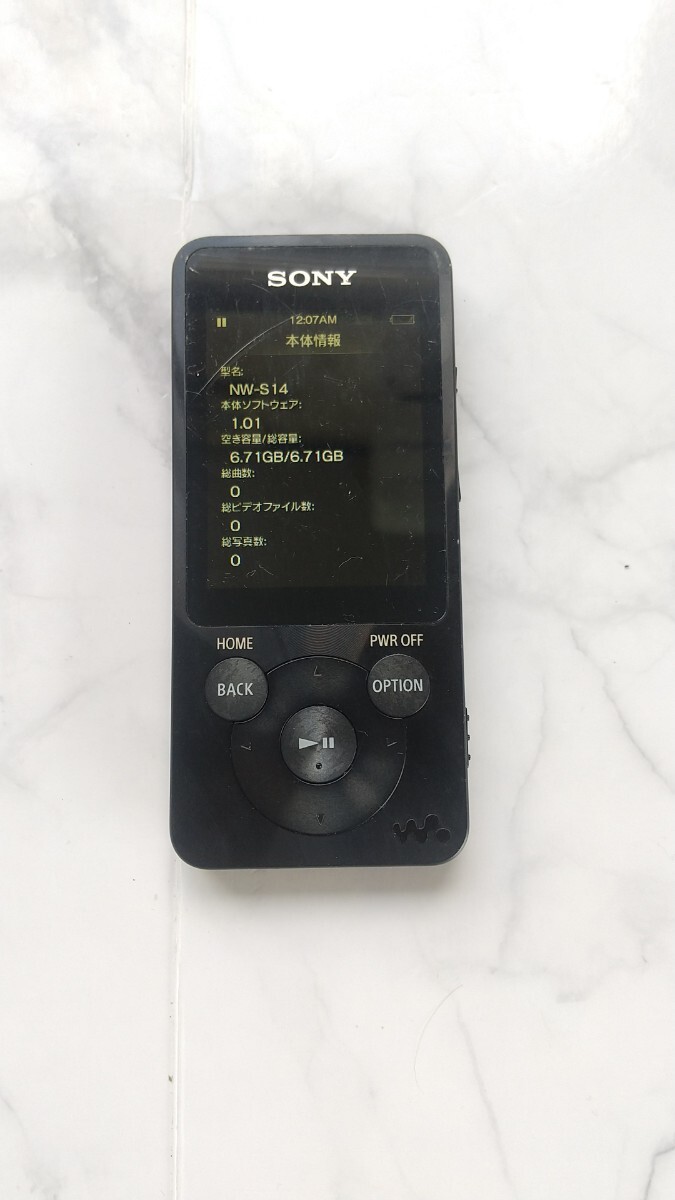 SONY
12:07AM
本体情報
型名:
NW-S14
本体ソフトウェア:
1.01
空き容量/総容量:
6.71GB/6.71GB
総曲数:
0
総ビデオファイル数:
0
総写真数:
0
HOME PWR OFF
BACK OPTION